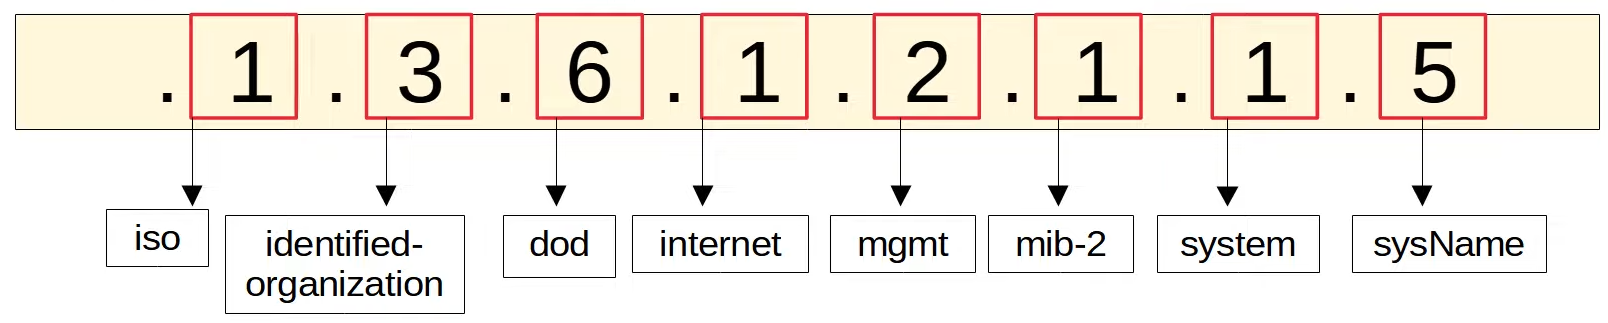 . 1 . 3 . 6 . 1 . 2 . 1 . 1 . 5
iso
identified-
organization
dod
internet
mgmt
mib-2
system
sysName